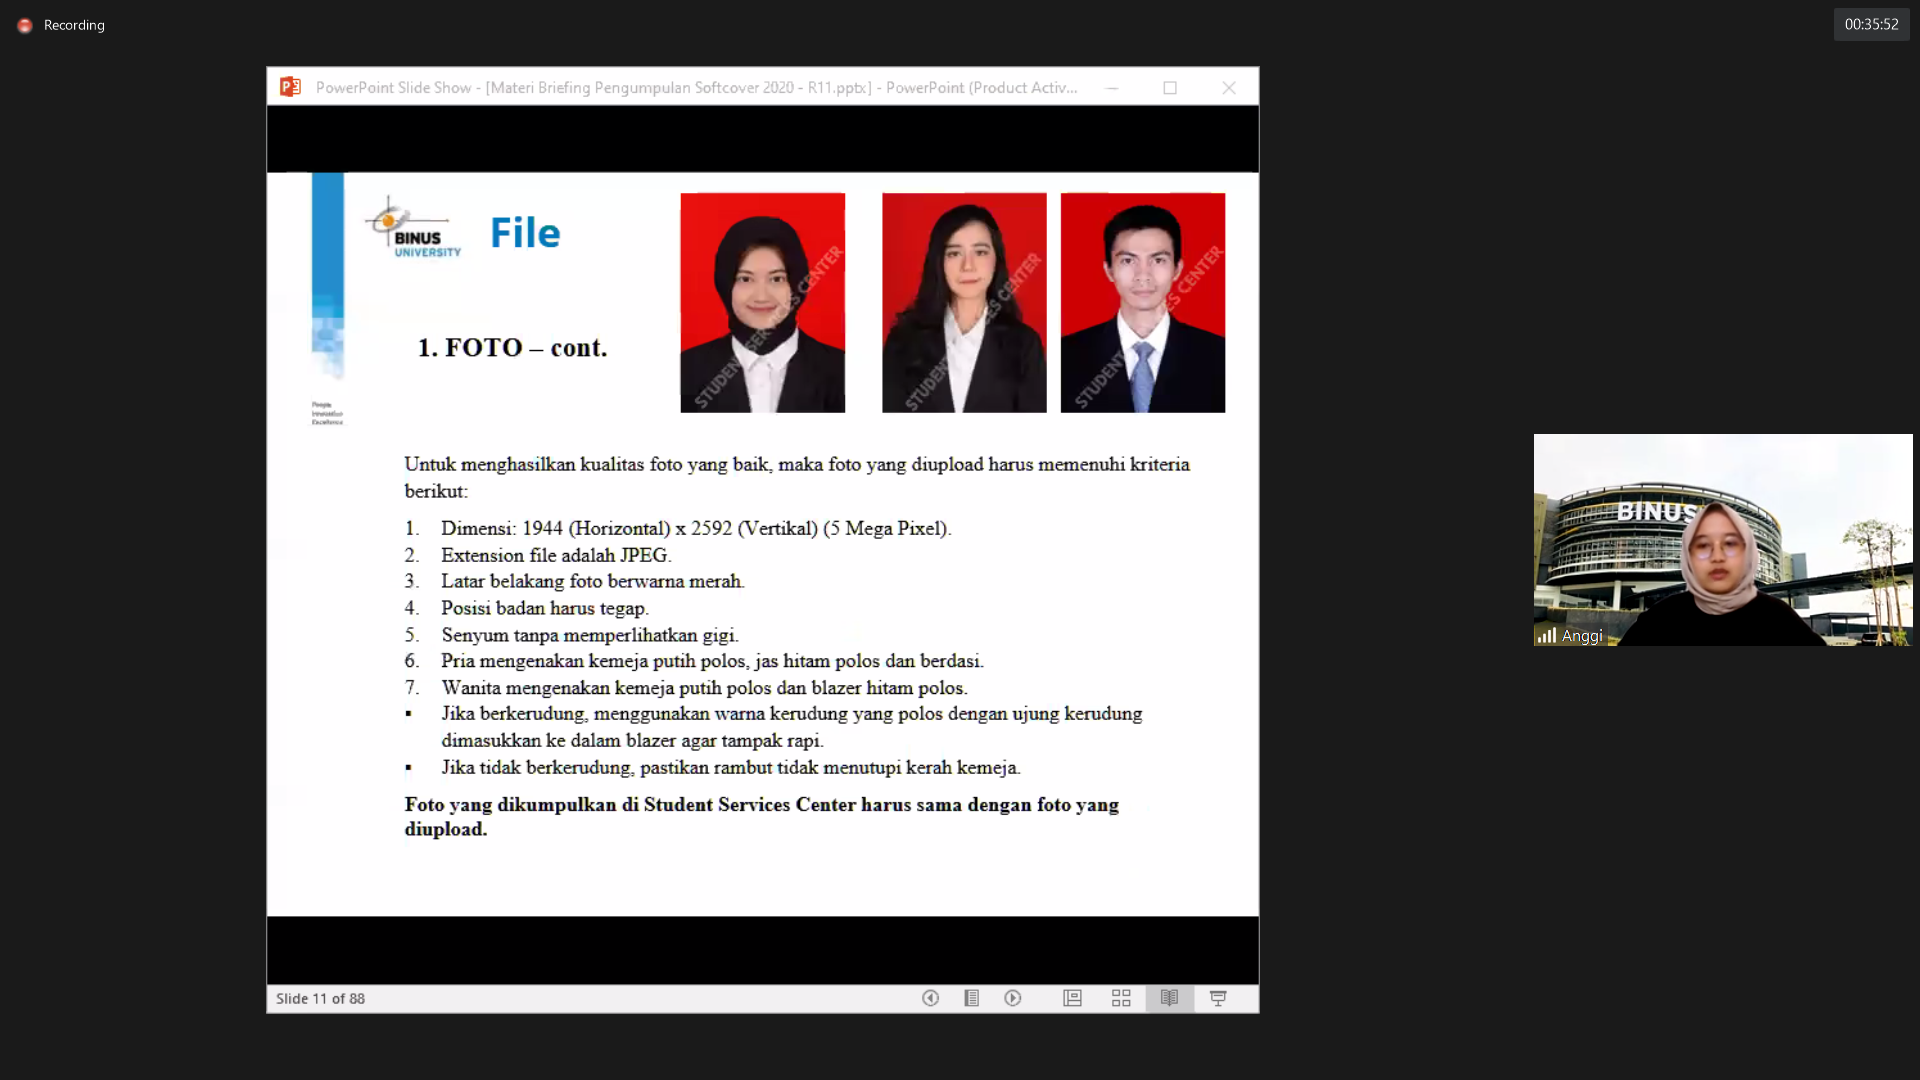 Recording
00:35:52
PowerPoint Slide Show - [Materi Briefing Pengumpulan Softcover 2020 - R11.pptx] - PowerPoint (Product Activ...
BINUS
UNIVERSITY
File
1. FOTO – cont.
STUDENT SERVICES CENTER
STUDENT SERVICES CENTER
STUDENT SERVICES CENTER
People
Innovation
Excellence
Untuk menghasilkan kualitas foto yang baik, maka foto yang diupload harus memenuhi kriteria
berikut:
1. Dimensi: 1944 (Horizontal) x 2592 (Vertikal) (5 Mega Pixel).
2. Extension file adalah JPEG.
3. Latar belakang foto berwarna merah.
4. Posisi badan harus tegap.
5. Senyum tanpa memperlihatkan gigi.
6. Pria mengenakan kemeja putih polos, jas hitam polos dan berdasi.
7. Wanita mengenakan kemeja putih polos dan blazer hitam polos.
▪ Jika berkerudung, menggunakan warna kerudung yang polos dengan ujung kerudung
dimasukkan ke dalam blazer agar tampak rapi.
▪ Jika tidak berkerudung, pastikan rambut tidak menutupi kerah kemeja.
Foto yang dikumpulkan di Student Services Center harus sama dengan foto yang
diupload.
Slide 11 of 88
BINUS
Anggi